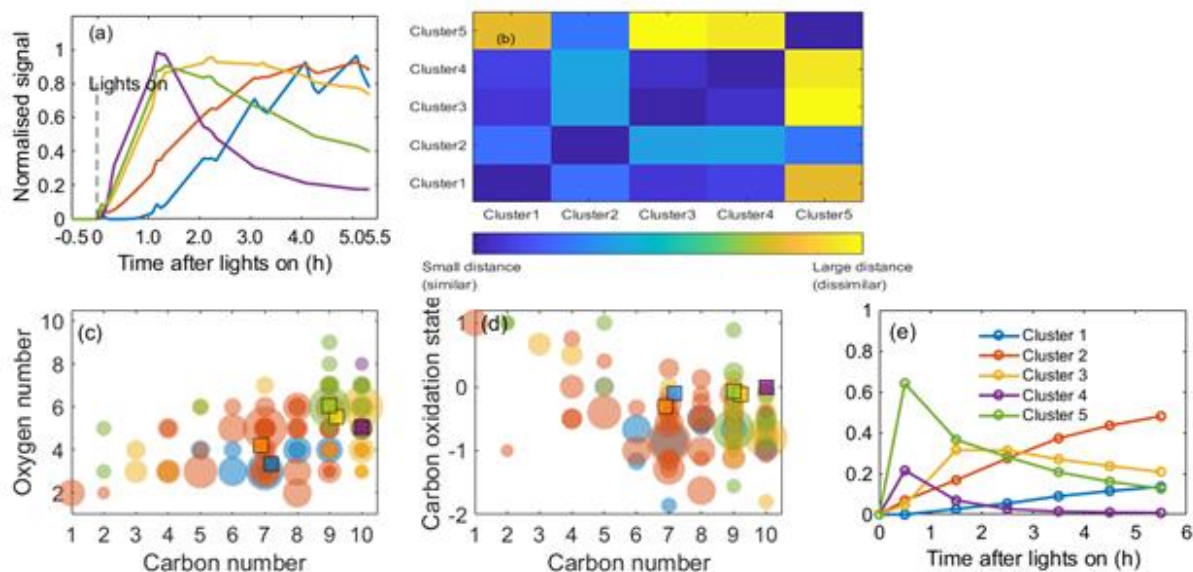 (a)
Normalised signal
1
0.8
0.6
0.4
0.2
0
Lights on
-0.5 0 1.0 2.0 3.0 4.0 5.05.5
Time after lights on (h)
(b)
Cluster5
Cluster4
Cluster3
Cluster2
Cluster1
Cluster1 Cluster2 Cluster3 Cluster4 Cluster5
Small distance
(similar)
Large distance
(dissimilar)
(c)
Oxygen number
10
8
6
4
2
1 2 3 4 5 6 7 8 9 10
Carbon number
(d)
Carbon oxidation state
1
0
-1
-2
1 2 3 4 5 6 7 8 9 10
Carbon number
(e)
1
0.8
0.6
0.4
0.2
0
Cluster 1
Cluster 2
Cluster 3
Cluster 4
Cluster 5
0 1 2 3 4 5 6
Time after lights on (h)